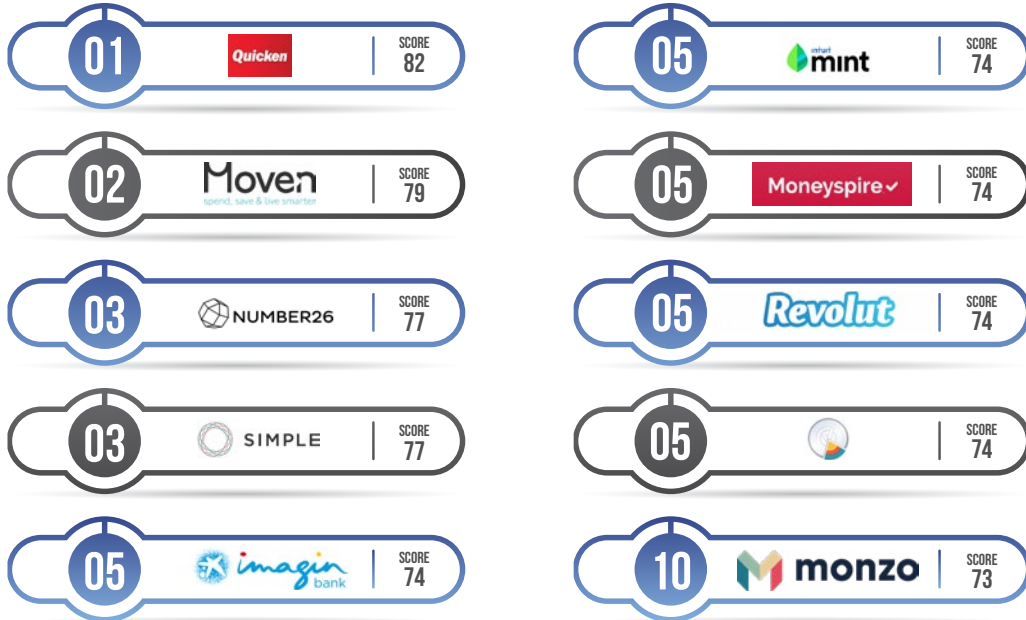 01
Quicken
SCORE
82
02
Moven
spend, save & live smarter
SCORE
79
03
NUMBER26
SCORE
77
03
SIMPLE
SCORE
77
05
imagin
bank
SCORE
74
05
intuit
mint
SCORE
74
05
Moneyspire
SCORE
74
05
Revolut
SCORE
74
05
SCORE
74
10
monzo
SCORE
73